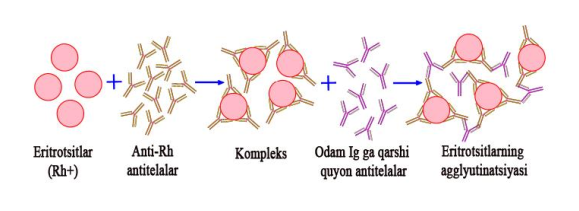 Eritrotsitlar
(Rh+)
Anti-Rh
antitelalar
Kompleks
Odam Ig ga qarshi
quyon antitelalar
Eritrotsitlarning
agglyutinatsiyasi